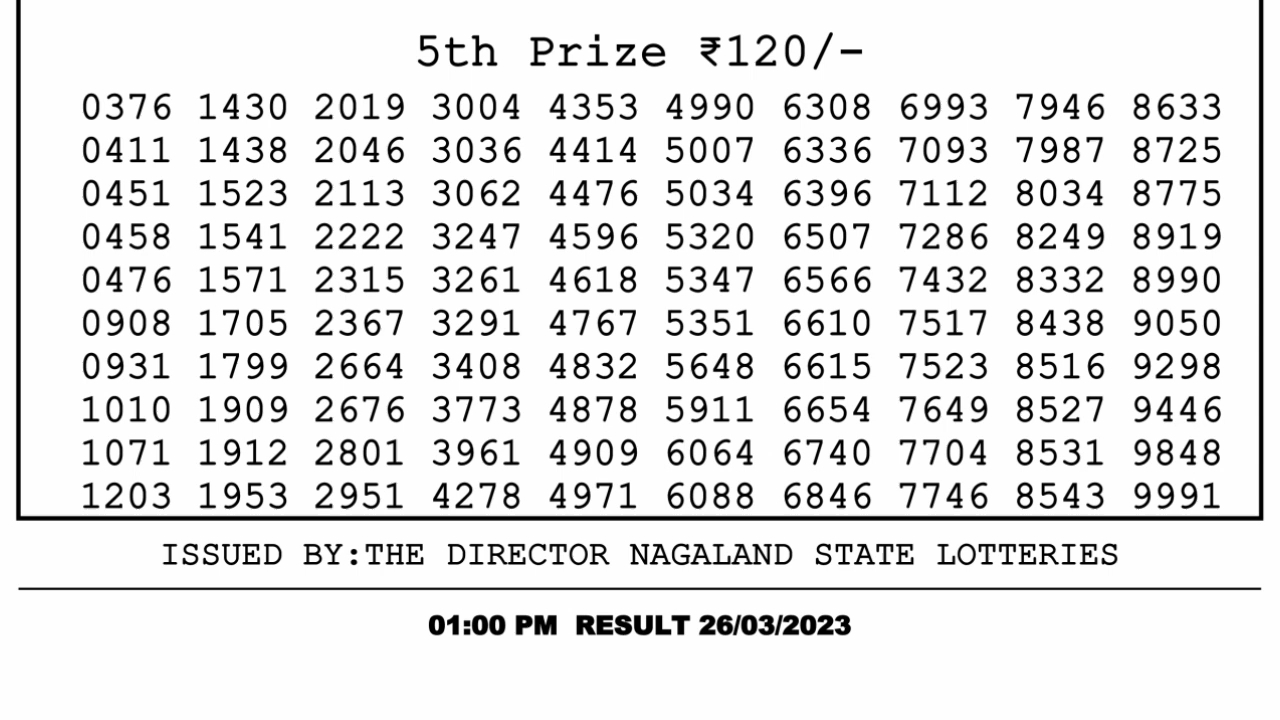 5th Prize ₹120/-
0376 1430 2019 3004 4353 4990 6308 6993 7946 8633
0411 1438 2046 3036 4414 5007 6336 7093 7987 8725
0451 1523 2113 3062 4476 5034 6396 7112 8034 8775
0458 1541 2222 3247 4596 5320 6507 7286 8249 8919
0476 1571 2315 3261 4618 5347 6566 7432 8332 8990
0908 1705 2367 3291 4767 5351 6610 7517 8438 9050
0931 1799 2664 3408 4832 5648 6615 7523 8516 9298
1010 1909 2676 3773 4878 5911 6654 7649 8527 9446
1071 1912 2801 3961 4909 6064 6740 7704 8531 9848
1203 1953 2951 4278 4971 6088 6846 7746 8543 9991
ISSUED BY:THE DIRECTOR NAGALAND STATE LOTTERIES
01:00 PM RESULT 26/03/2023